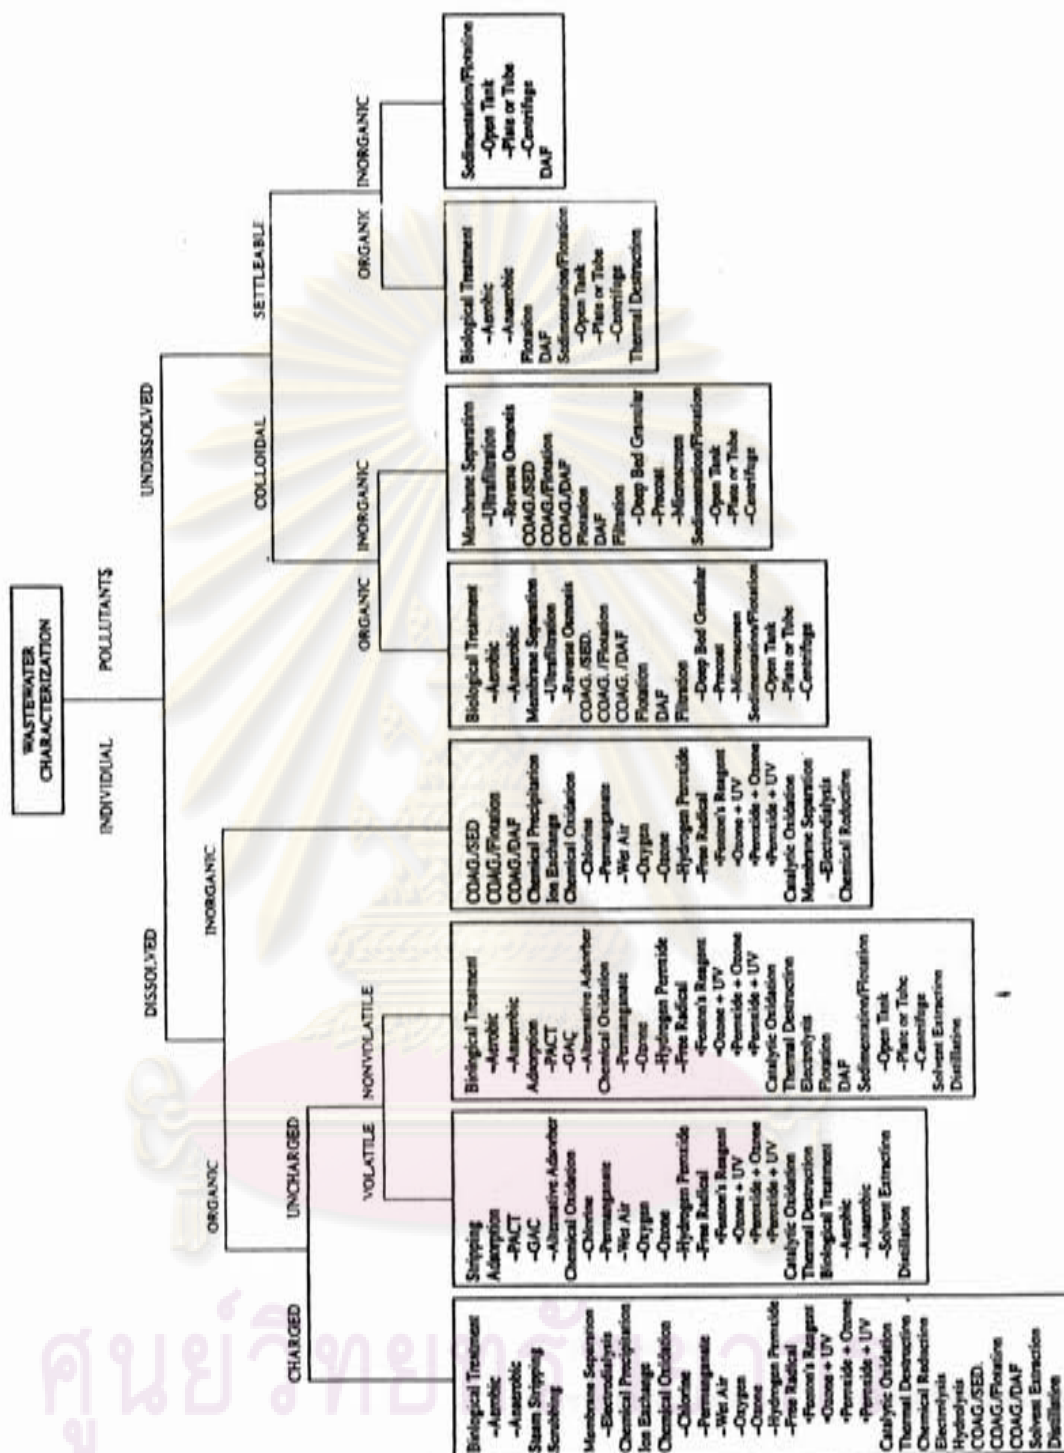 WASTEWATER
CHARACTERIZATION
INDIVIDUAL POLLUTANTS
DISSOLVED
UNDISSOLVED
ORGANIC
INORGANIC
COLLOIDAL
SETTLEABLE
CHARGED
UNCHARGED
ORGANIC
INORGANIC
ORGANIC
INORGANIC
VOLATILE
NONVOLATILE
Biological Treatment
-Aerobic
-Anaerobic
Steam Stripping
Membrane Separation
-Electrodialysis
Chemical Precipitation
Ion Exchange
Chemical Oxidation
-Chlorine
-Permanganate
-Wet Air
-Oxygen
-Ozone
-Hydrogen Peroxide
-Free Radical
•Fenton's Reagent
•Ozone + UV
•Peroxide + Ozone
•Peroxide + UV
Catalytic Oxidation
Thermal Destruction
Chemical Reduction
Electrolysis
Hydrolysis
COAG./SED.
COAG./Flotation
COAG./DAF
Solvent Extraction
Distillation
Stripping
Adsorption
-PACT
-GAC
-Alternative Adsorber
Chemical Oxidation
-Chlorine
-Permanganate
-Wet Air
-Oxygen
-Ozone
-Hydrogen Peroxide
-Free Radical
•Fenton's Reagent
•Ozone + UV
•Peroxide + Ozone
•Peroxide + UV
Catalytic Oxidation
Thermal Destruction
Biological Treatment
-Aerobic
-Anaerobic
-Solvent Extraction
Distillation
Biological Treatment
-Aerobic
-Anaerobic
Adsorption
-PACT
-GAC
-Alternative Adsorber
Chemical Oxidation
-Permanganate
-Ozone
-Hydrogen Peroxide
-Free Radical
•Fenton's Reagent
•Ozone + UV
•Peroxide + Ozone
•Peroxide + UV
Catalytic Oxidation
Thermal Destruction
Electrolysis
Flotation
DAF
Sedimentation/Flotation
-Open Tank
-Plate or Tube
-Centrifuge
Solvent Extraction
Distillation
COAG./SED
COAG./Flotation
COAG./DAF
Chemical Precipitation
Ion Exchange
Chemical Oxidation
-Chlorine
-Permanganate
-Wet Air
-Oxygen
-Ozone
-Hydrogen Peroxide
-Free Radical
•Fenton's Reagent
•Ozone + UV
•Peroxide + Ozone
•Peroxide + UV
Catalytic Oxidation
Membrane Separation
-Electrodialysis
Chemical Reduction
Biological Treatment
-Aerobic
-Anaerobic
Membrane Separation
-Ultrafiltration
-Reverse Osmosis
COAG./SED.
COAG./Flotation
COAG./DAF
Flotation
DAF
Filtration
-Deep Bed Granular
-Precoat
-Microscreen
Sedimentation/Flotation
-Open Tank
-Plate or Tube
-Centrifuge
Membrane Separation
-Ultrafiltration
-Reverse Osmosis
COAG./SED
COAG./Flotation
COAG./DAF
Flotation
DAF
Filtration
-Deep Bed Granular
-Precoat
-Microscreen
Sedimentation/Flotation
-Open Tank
-Plate or Tube
-Centrifuge
Biological Treatment
-Aerobic
-Anaerobic
Flotation
DAF
Sedimentation/Flotation
-Open Tank
-Plate or Tube
-Centrifuge
Thermal Destruction
Sedimentation/Flotation
-Open Tank
-Plate or Tube
-Centrifuge
DAF
ศูนย์วิทยทรัพยากร